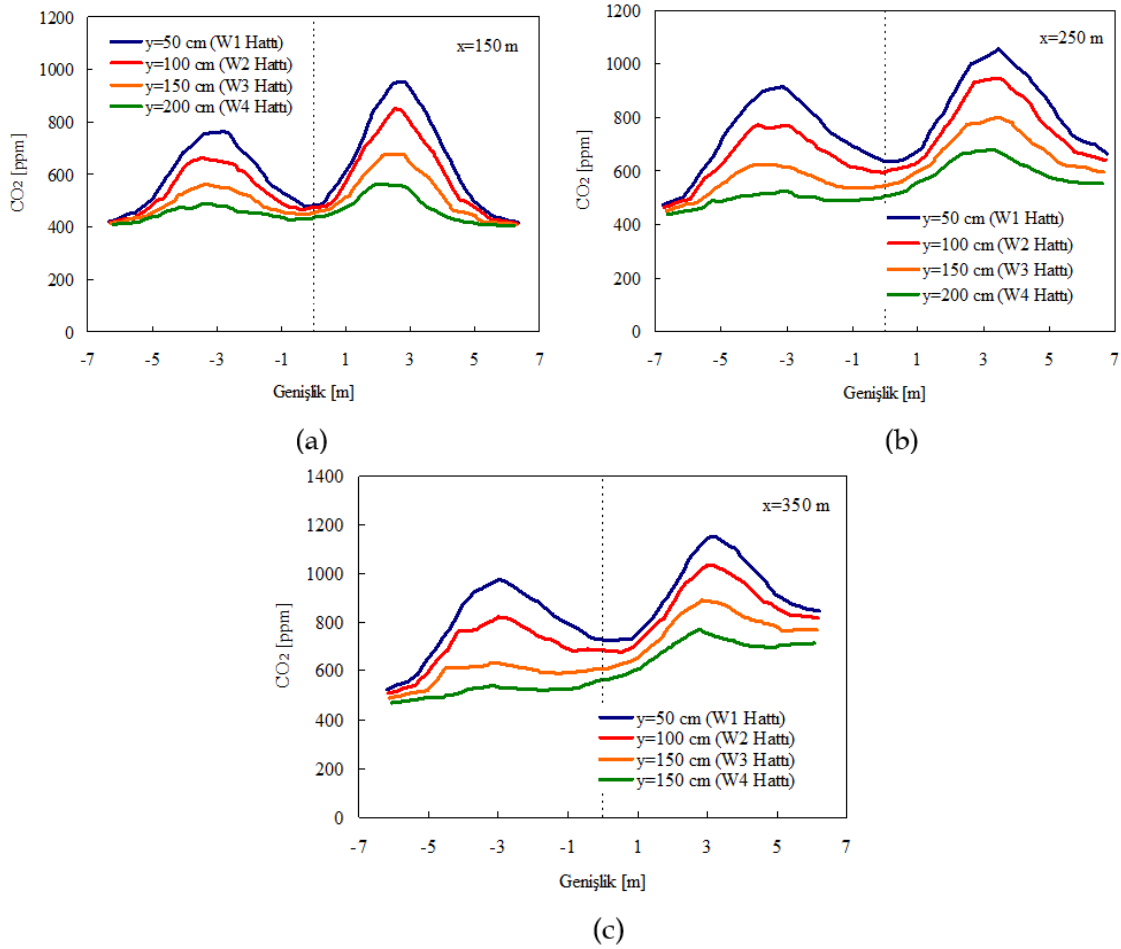 1200
1000
800
600
400
200
0
CO2 [ppm]
-7 -5 -3 -1 1 3 5 7
Genişlik [m]
x=150 m
y=50 cm (W1 Hattı)
y=100 cm (W2 Hattı)
y=150 cm (W3 Hattı)
y=200 cm (W4 Hattı)
(a)
1200
1000
800
600
400
200
0
CO2 [ppm]
-7 -5 -3 -1 1 3 5 7
Genişlik [m]
x=250 m
y=50 cm (W1 Hattı)
y=100 cm (W2 Hattı)
y=150 cm (W3 Hattı)
y=200 cm (W4 Hattı)
(b)
1400
1200
1000
800
600
400
200
0
CO2 [ppm]
-7 -5 -3 -1 1 3 5 7
Genişlik [m]
x=350 m
y=50 cm (W1 Hattı)
y=100 cm (W2 Hattı)
y=150 cm (W3 Hattı)
y=150 cm (W4 Hattı)
(c)